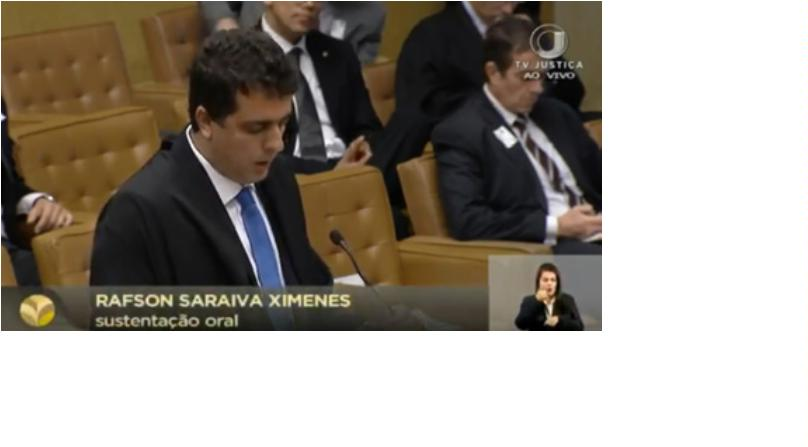 TV JUSTIÇA
AO VIVO
RAFSON SARAIVA XIMENES
sustentação oral